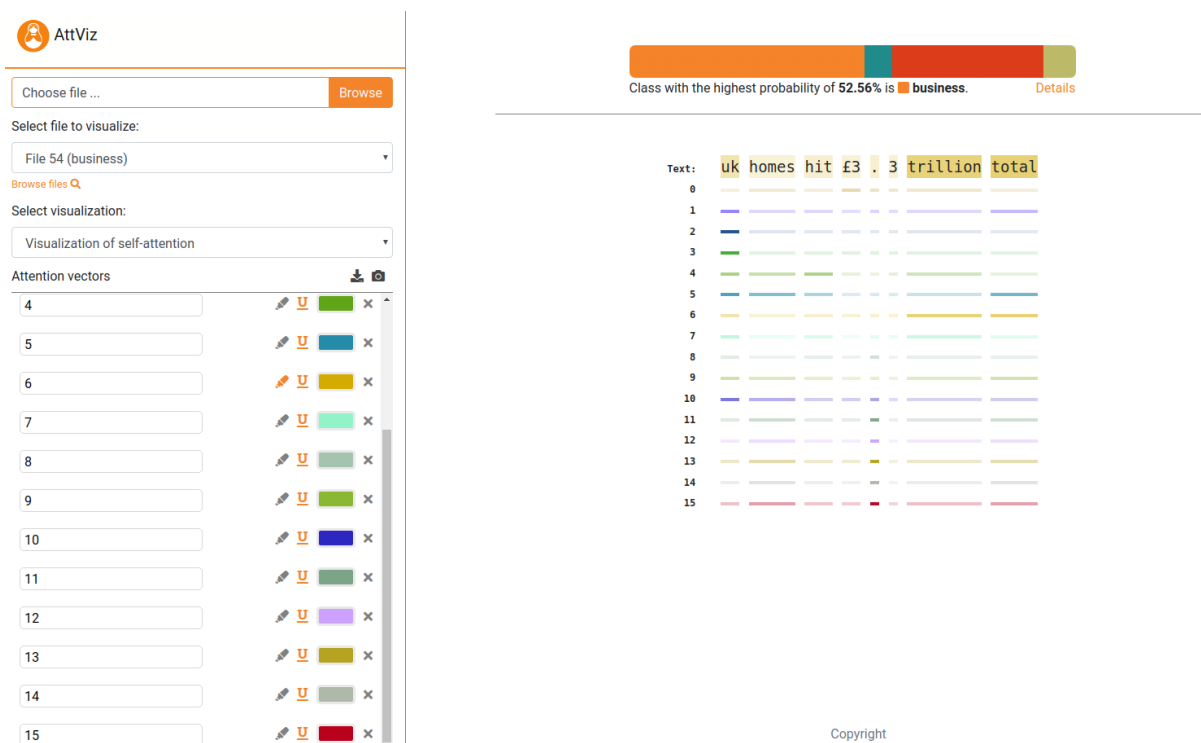 AttViz
Choose file ... Browse
Select file to visualize:
File 54 (business)
Browse files
Select visualization:
Visualization of self-attention
Attention vectors
4 U
5 U
6 U
7 U
8 U
9 U
10 U
11 U
12 U
13 U
14 U
15 U
Class with the highest probability of 52.56% is business. Details
Text: uk homes hit £3 . 3 trillion total
0
1
2
3
4
5
6
7
8
9
10
11
12
13
14
15
Copyright